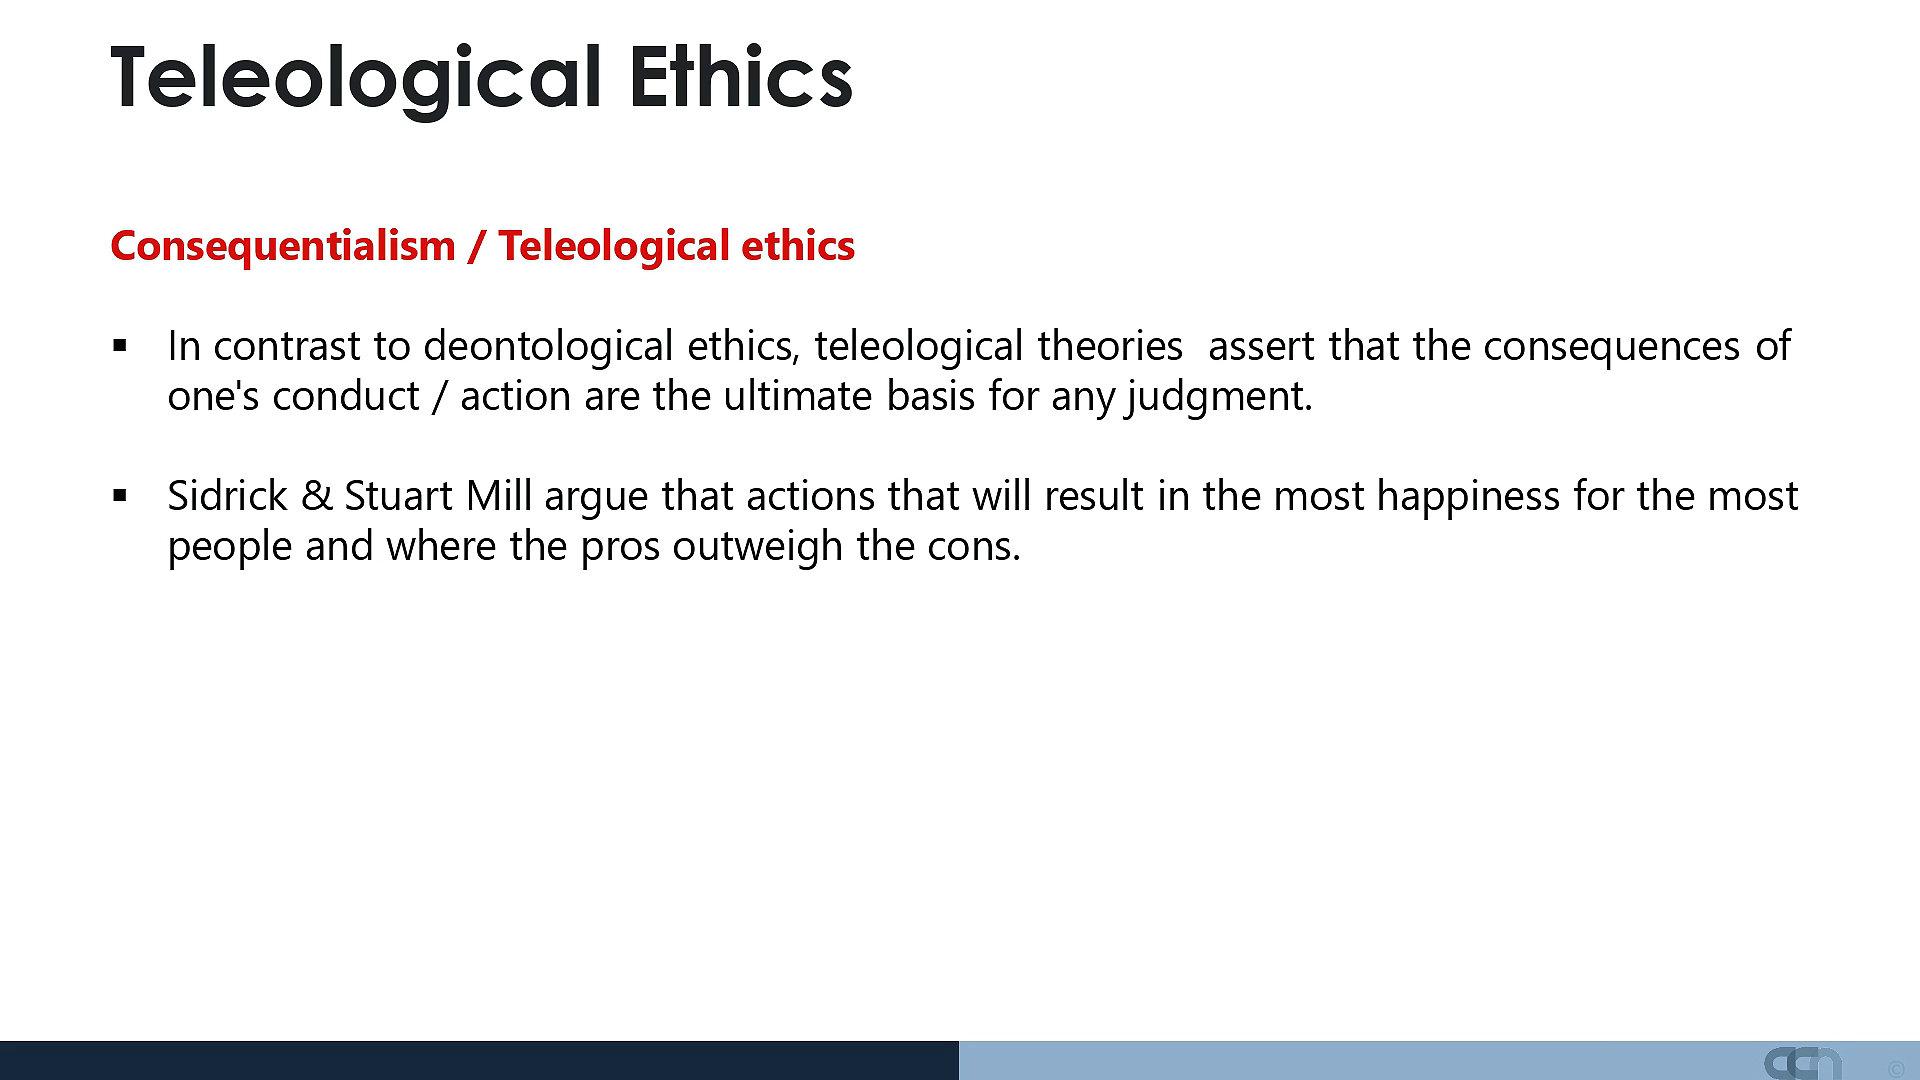 Teleological Ethics
Consequentialism / Teleological ethics
▪ In contrast to deontological ethics, teleological theories  assert that the consequences of
one's conduct / action are the ultimate basis for any judgment.
▪ Sidrick & Stuart Mill argue that actions that will result in the most happiness for the most
people and where the pros outweigh the cons.
©